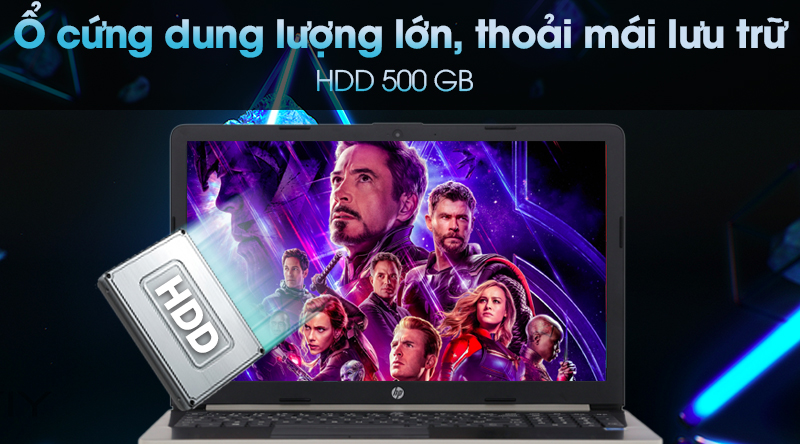 Ổ cứng dung lượng lớn, thoải mái lưu trữ
HDD 500 GB
HDD
hp